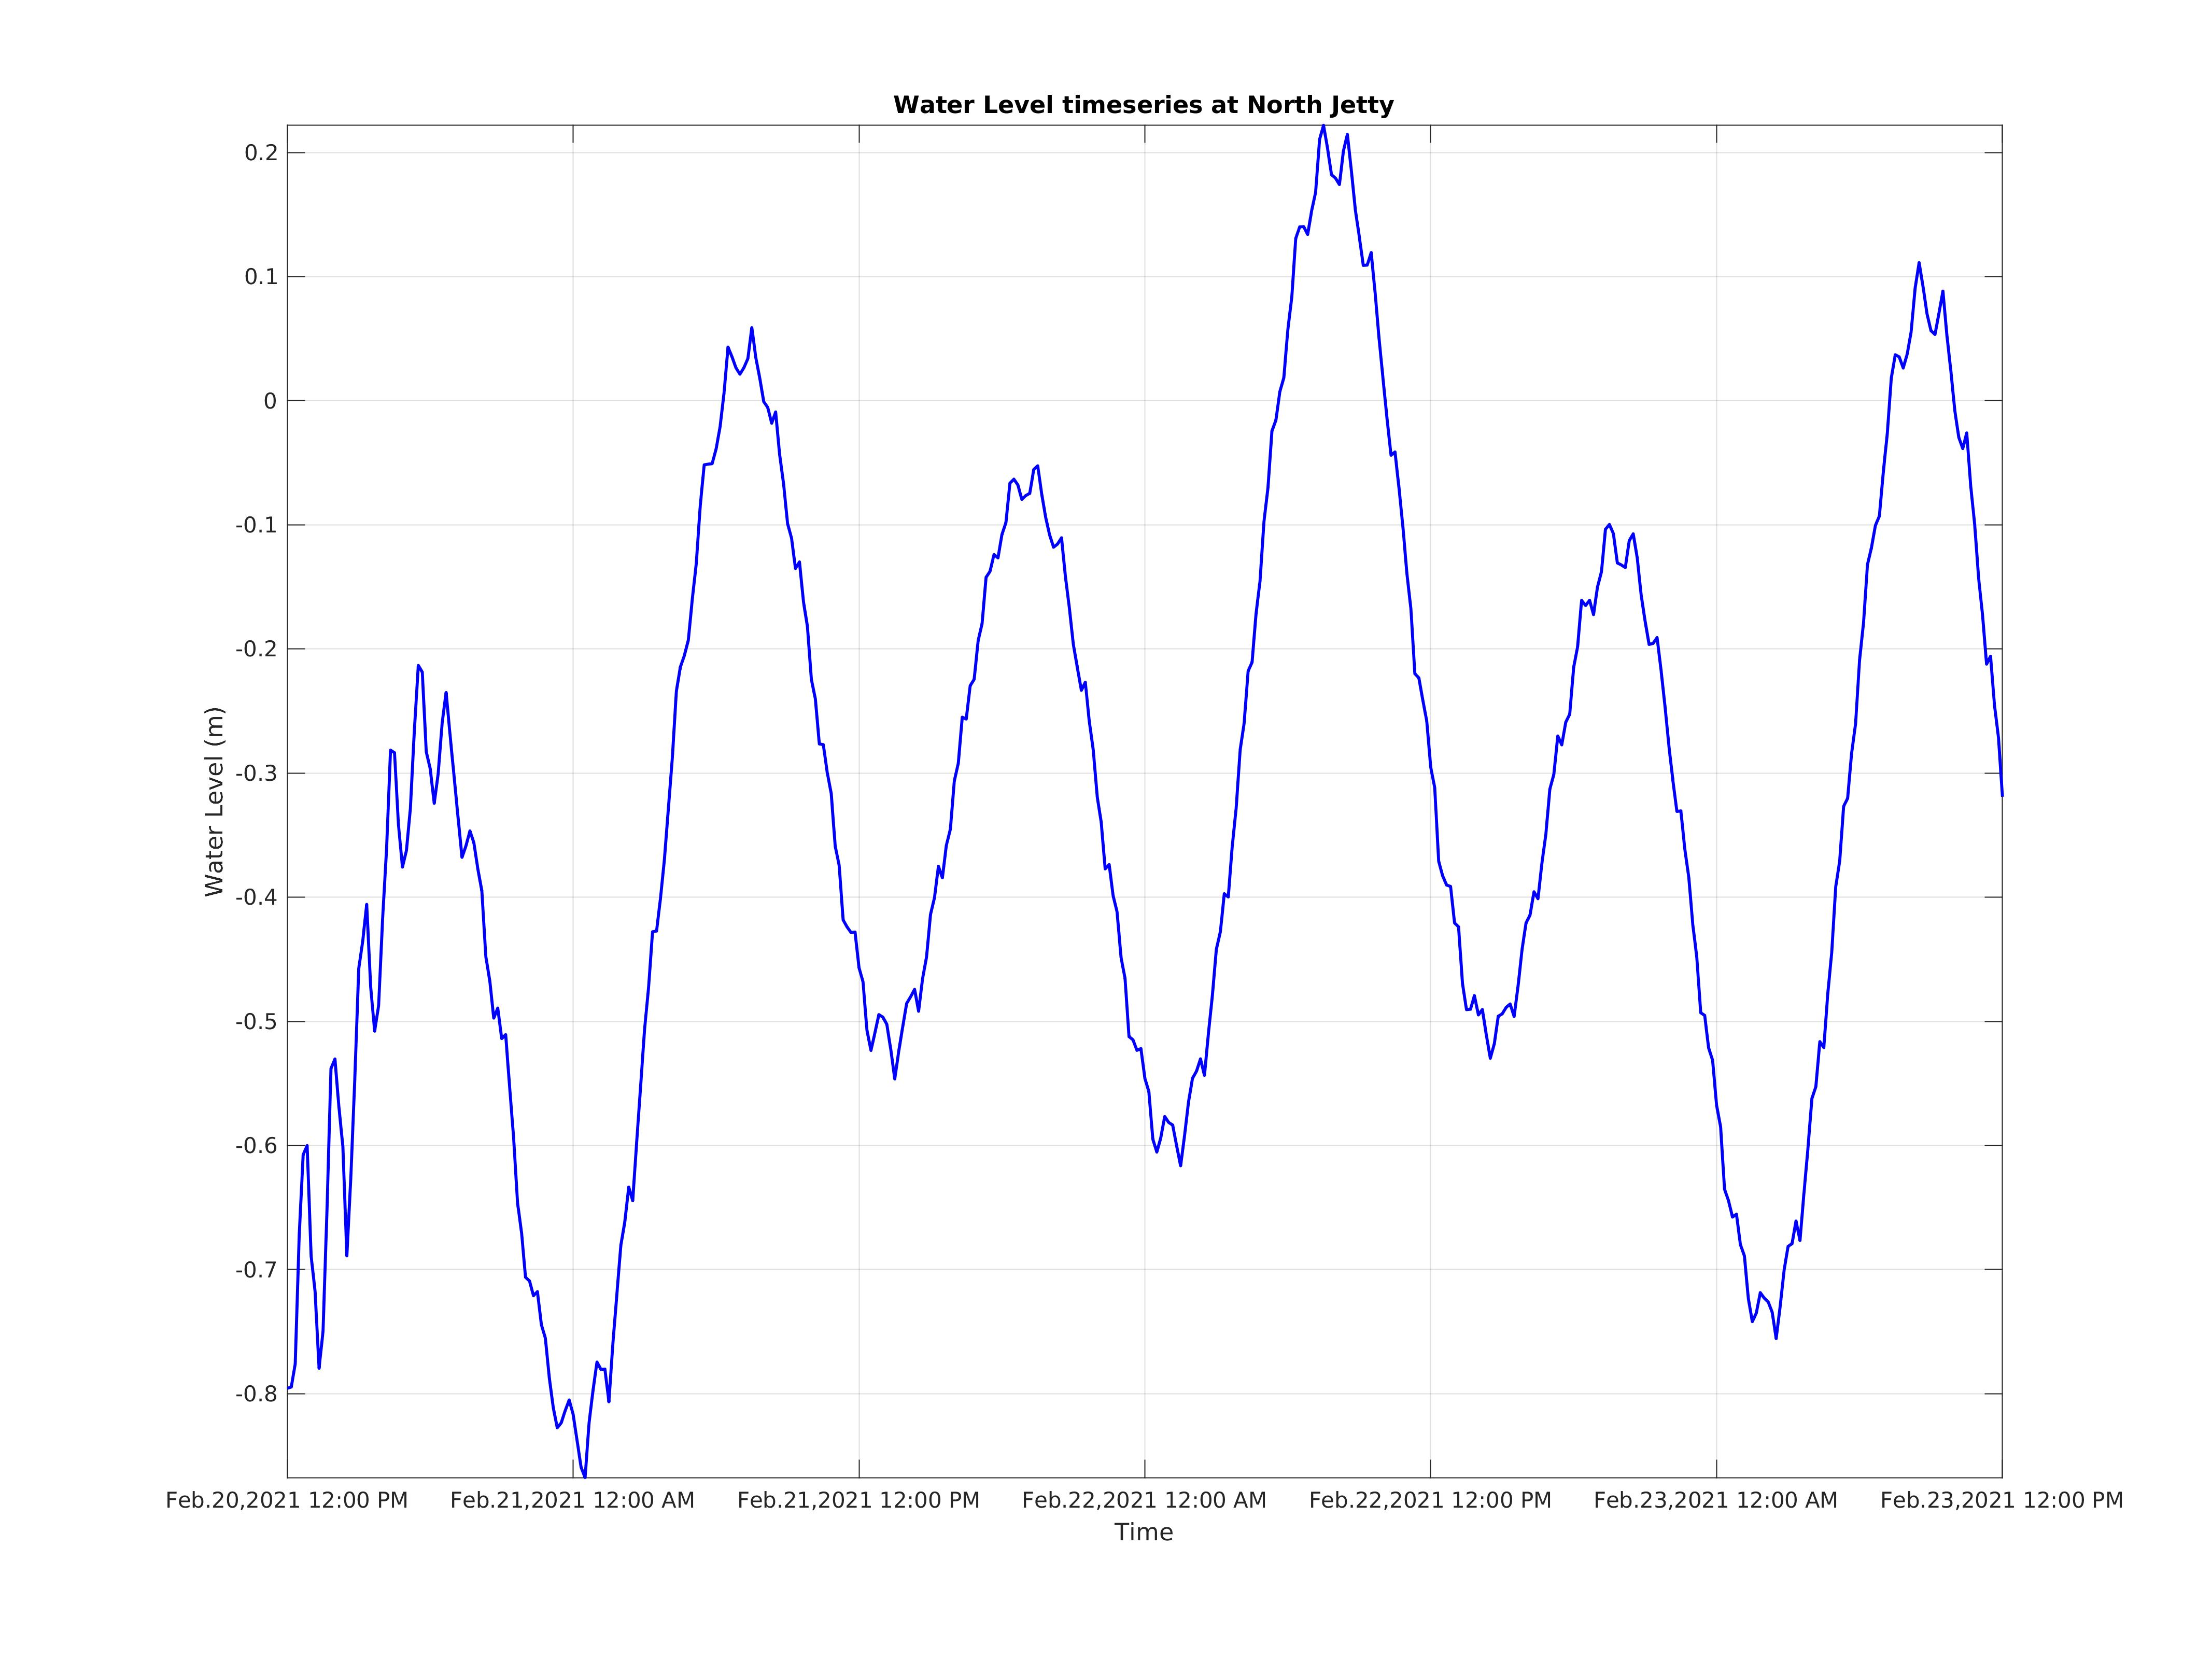 Water Level timeseries at North Jetty
0.2
0.1
0
-0.1
-0.2
-0.3
-0.4
-0.5
-0.6
-0.7
-0.8
Water Level (m)
Feb.20,2021 12:00 PM Feb.21,2021 12:00 AM Feb.21,2021 12:00 PM Feb.22,2021 12:00 AM Feb.22,2021 12:00 PM Feb.23,2021 12:00 AM Feb.23,2021 12:00 PM
Time